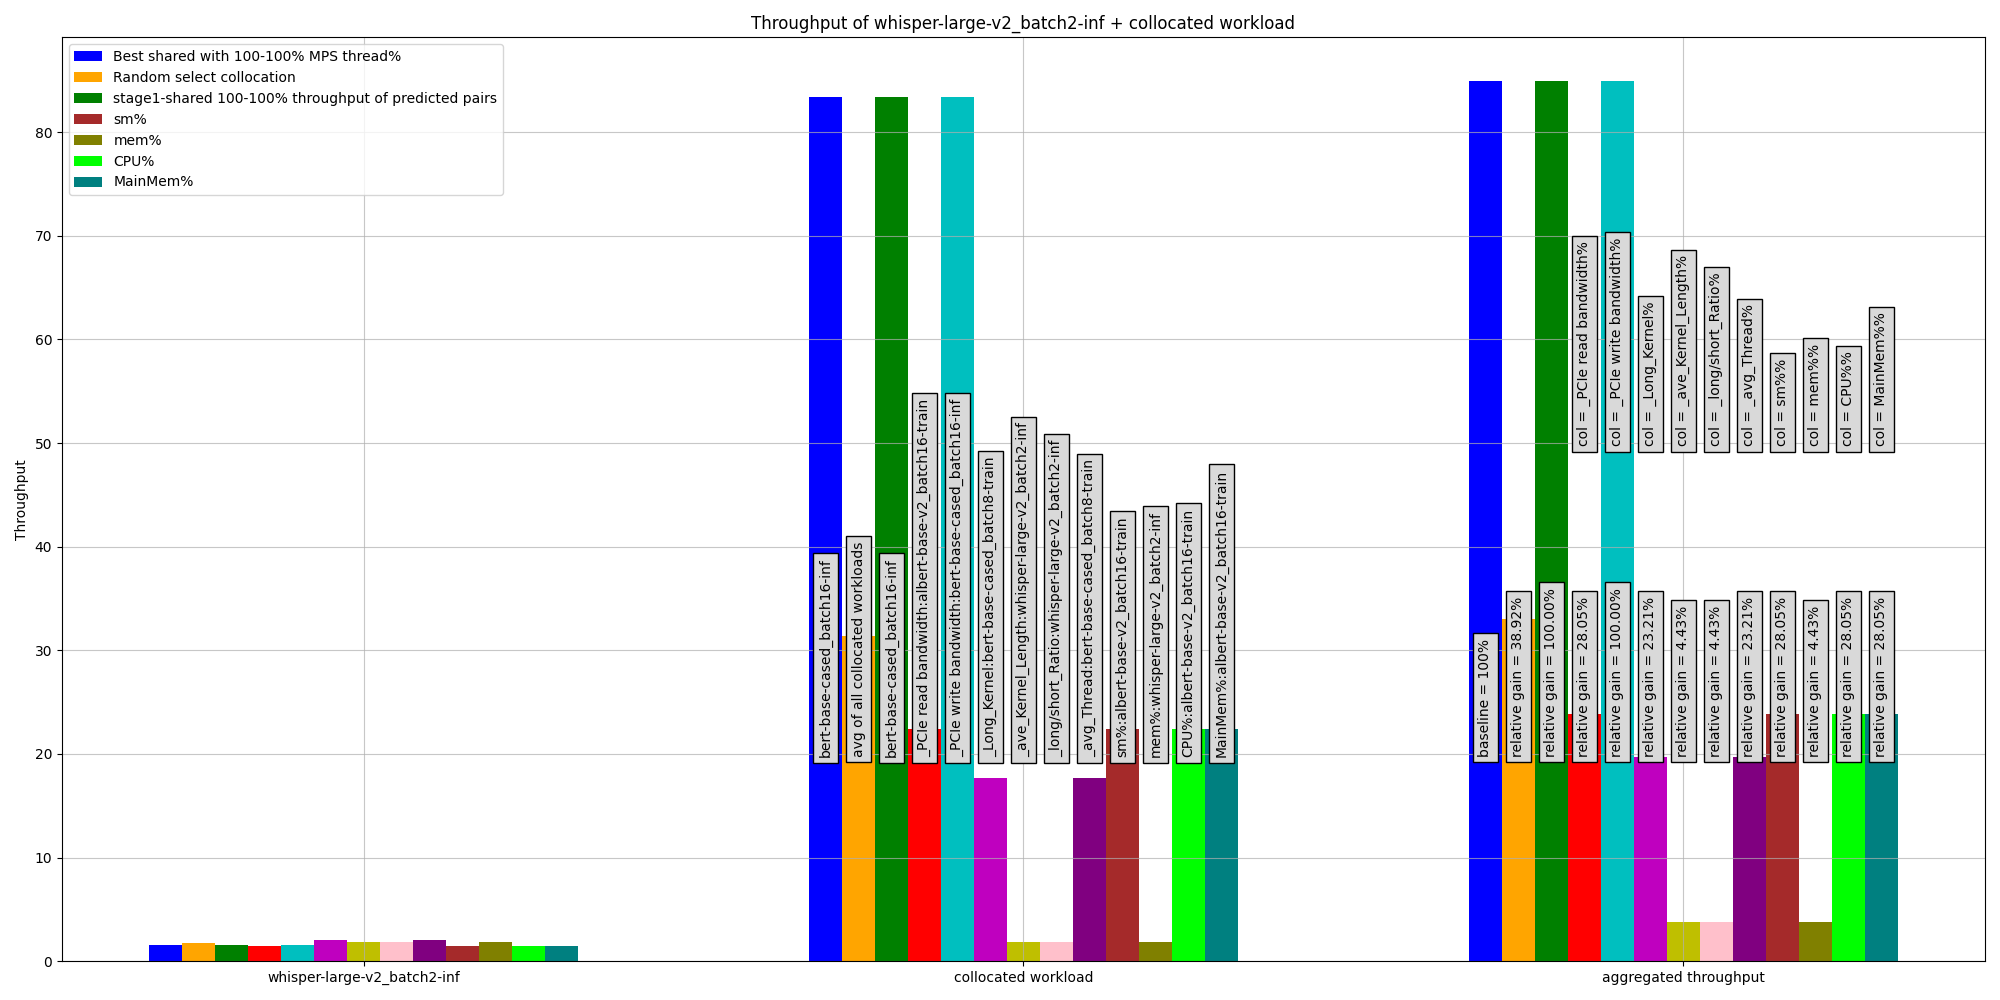 Throughput of whisper-large-v2_batch2-inf + collocated workload
Best shared with 100-100% MPS thread%
Random select collocation
stage1-shared 100-100% throughput of predicted pairs
sm%
mem%
CPU%
MainMem%
Throughput
80
70
60
50
40
30
20
10
0
bert-base-cased_batch16-inf
avg of all collocated workloads
bert-base-cased_batch16-inf
_PCIe read bandwidth:albert-base-v2_batch16-train
_PCIe write bandwidth:bert-base-cased_batch16-inf
_Long_Kernel:bert-base-cased_batch8-train
_ave_Kernel_Length:whisper-large-v2_batch2-inf
_long/short_Ratio:whisper-large-v2_batch2-inf
_avg_Thread:bert-base-cased_batch8-train
sm%:albert-base-v2_batch16-train
mem%:whisper-large-v2_batch2-inf
CPU%:albert-base-v2_batch16-train
MainMem%:albert-base-v2_batch16-train
col = _PCIe read bandwidth%
col = _PCIe write bandwidth%
col = _Long_Kernel%
col = _ave_Kernel_Length%
col = _long/short_Ratio%
col = _avg_Thread%
col = sm%%
col = mem%%
col = CPU%%
col = MainMem%%
baseline = 100%
relative gain = 38.92%
relative gain = 100.00%
relative gain = 28.05%
relative gain = 100.00%
relative gain = 23.21%
relative gain = 4.43%
relative gain = 4.43%
relative gain = 23.21%
relative gain = 28.05%
relative gain = 4.43%
relative gain = 28.05%
relative gain = 28.05%
whisper-large-v2_batch2-inf
collocated workload
aggregated throughput